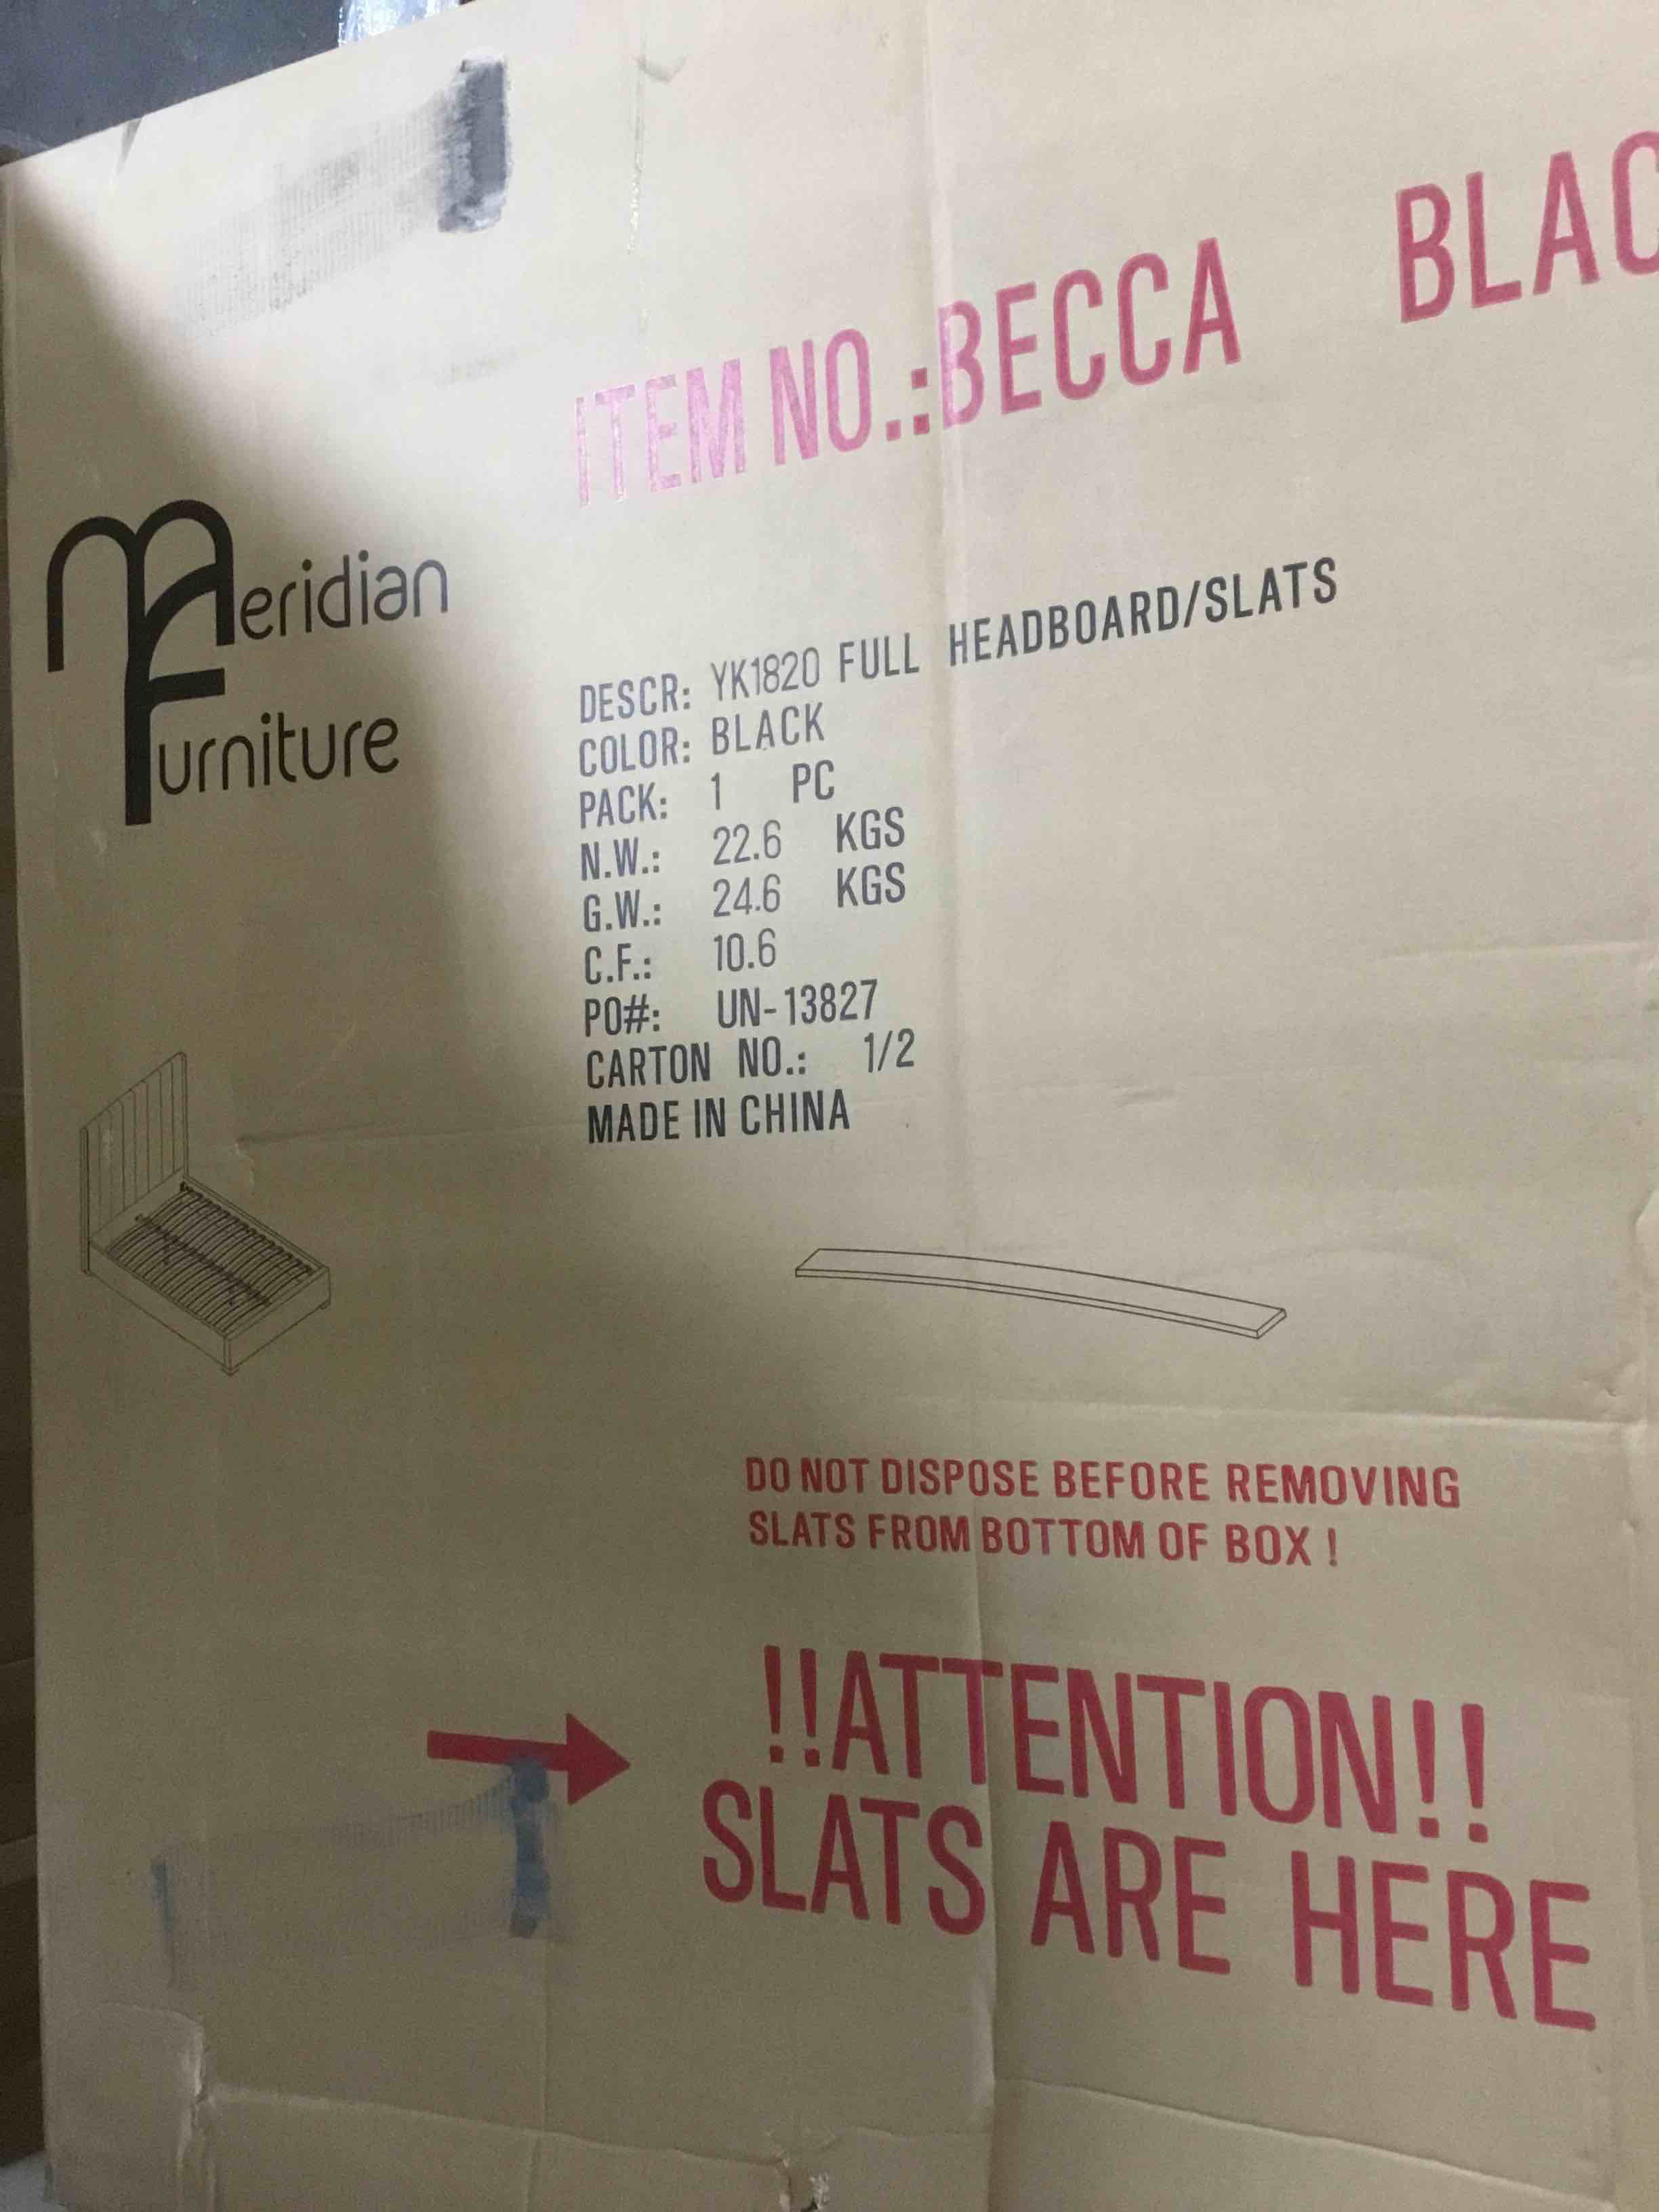 ITEM NO.:BECCA BLAC
Meridian
Furniture
DESCR: YK1820 FULL HEADBOARD/SLATS
COLOR: BLACK
PACK: 1 PC
N.W.: 22.6 KGS
G.W.: 24.6 KGS
C.F.: 10.6
PO#: UN-13827
CARTON NO.: 1/2
MADE IN CHINA
DO NOT DISPOSE BEFORE REMOVING
SLATS FROM BOTTOM OF BOX !
!!ATTENTION!!
SLATS ARE HERE